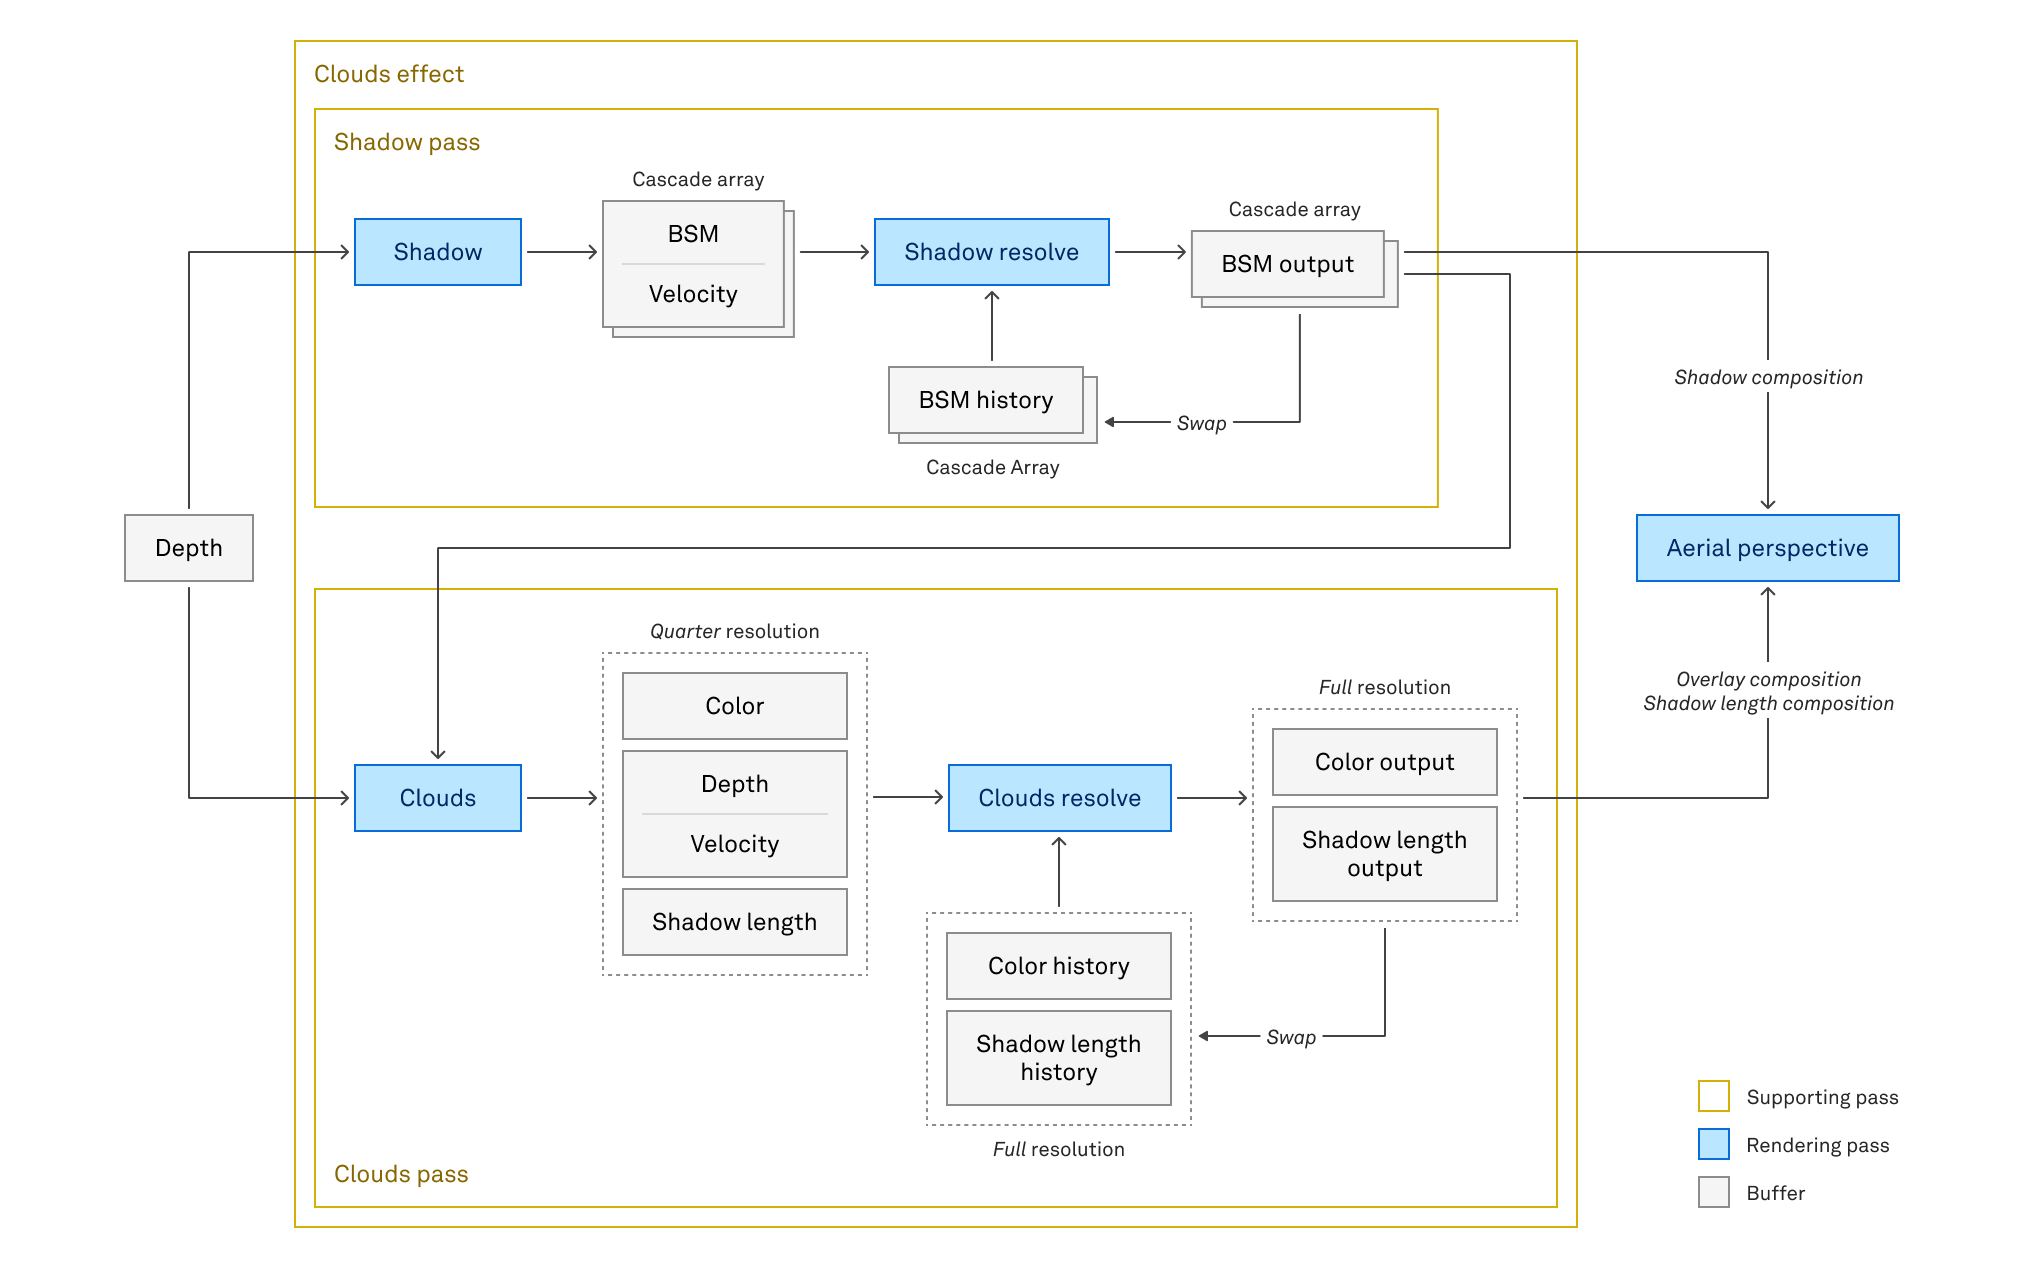 Clouds effect
Shadow pass
Cascade array
Shadow
BSM
Velocity
Shadow resolve
Cascade array
BSM output
BSM history
Swap
Cascade Array
Shadow composition
Depth
Aerial perspective
Quarter resolution
Color
Depth
Velocity
Shadow length
Clouds
Clouds resolve
Full resolution
Color output
Shadow length
output
Overlay composition
Shadow length composition
Color history
Shadow length
history
Swap
Full resolution
Clouds pass
Supporting pass
Rendering pass
Buffer